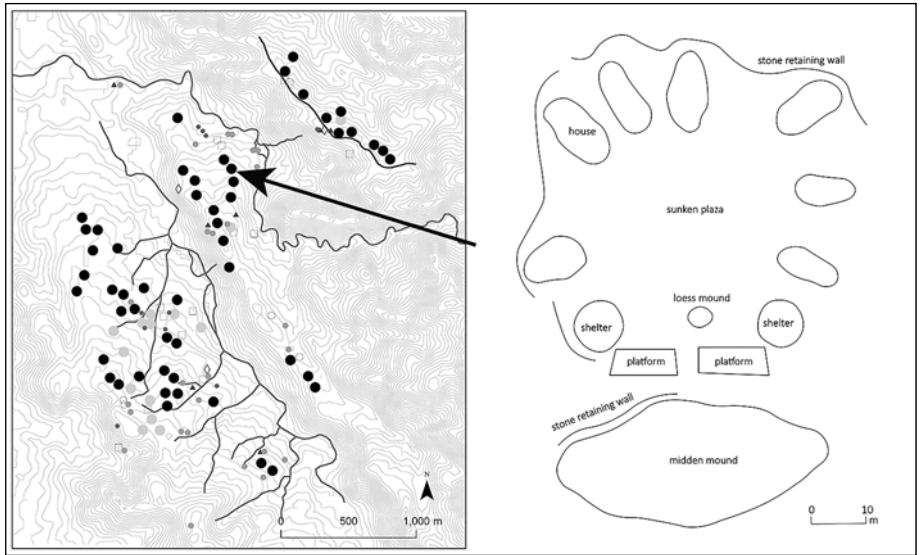 N
0 500 1,000 m
stone retaining wall
house
sunken plaza
loess mound
shelter
shelter
platform
platform
stone retaining wall
midden mound
0 10
m